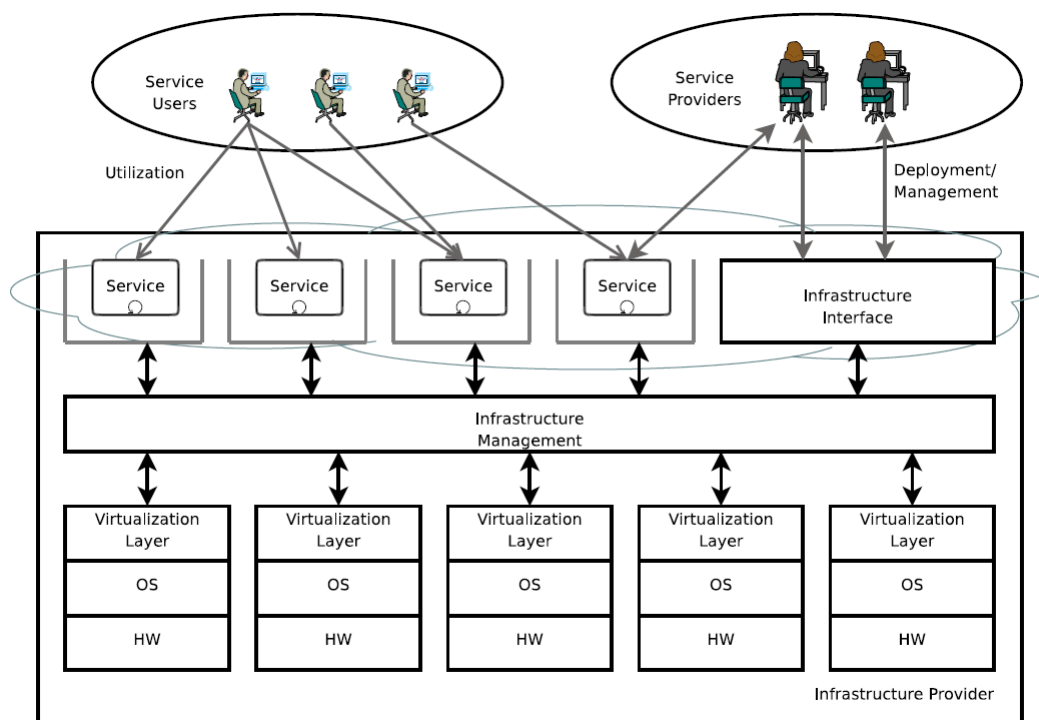 Service
Users
Service
Providers
Utilization
Deployment/
Management
Service
Service
Service
Service
Infrastructure
Interface
Infrastructure
Management
Virtualization
Layer
Virtualization
Layer
Virtualization
Layer
Virtualization
Layer
Virtualization
Layer
OS
OS
OS
OS
OS
HW
HW
HW
HW
HW
Infrastructure Provider